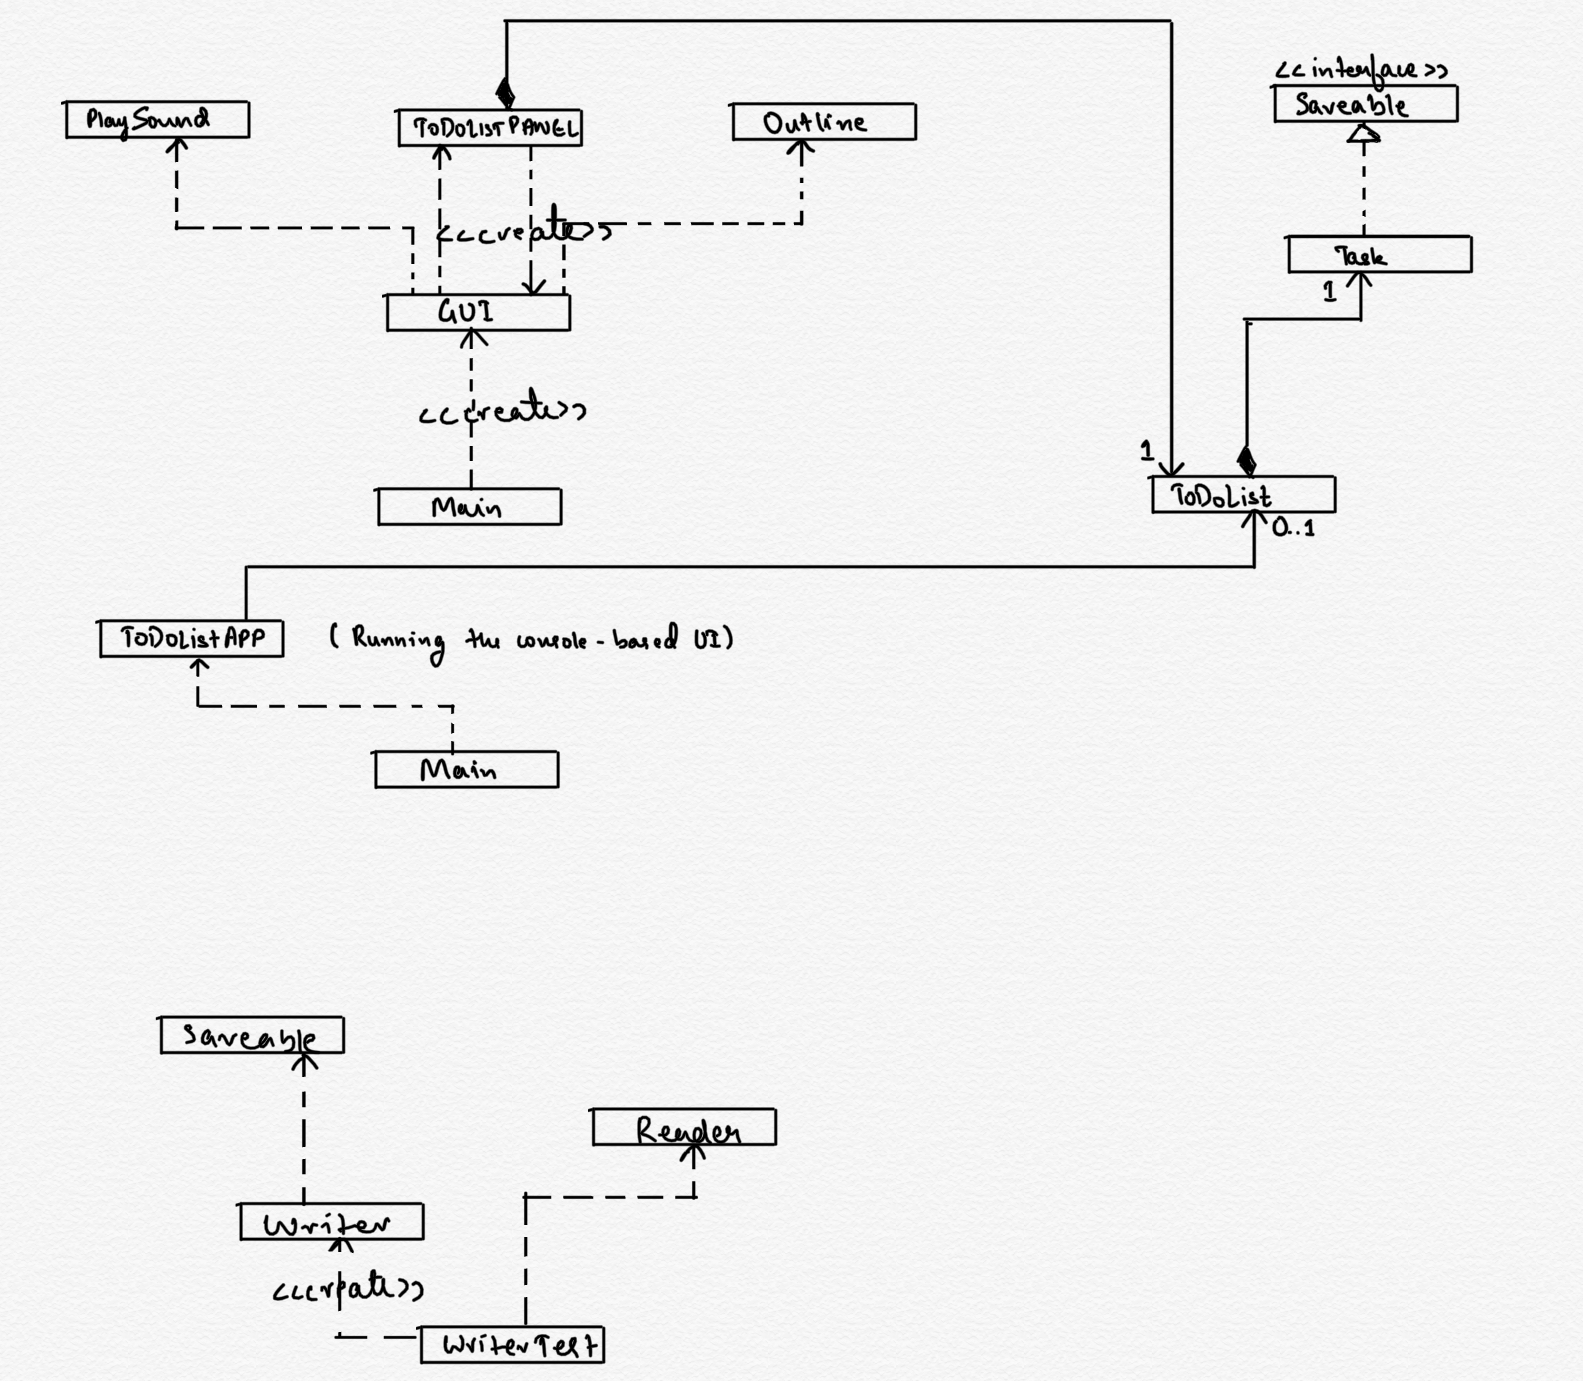 <<interface>>
PlaySound
ToDoListPANEL
Outline
Saveable
<<create>>
Task
1
GUI
<<create>>
1
Main
ToDoList
0..1
ToDoListAPP
(Running the console-based UI)
Main
Saveable
Reader
Writer
<<create>>
WriterTest